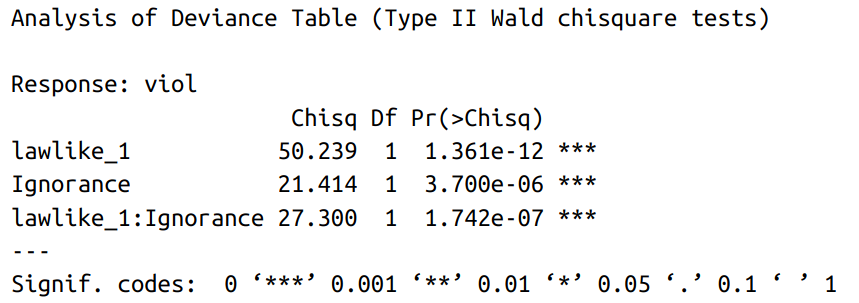 Analysis of Deviance Table (Type II Wald chisquare tests)
Response: viol
Chisq Df Pr(>Chisq)
lawlike_1 50.239 1 1.361e-12 ***
Ignorance 21.414 1 3.700e-06 ***
lawlike_1:Ignorance 27.300 1 1.742e-07 ***
---
Signif. codes: 0 ‘***’ 0.001 ‘**’ 0.01 ‘*’ 0.05 ‘.’ 0.1 ‘ ’ 1